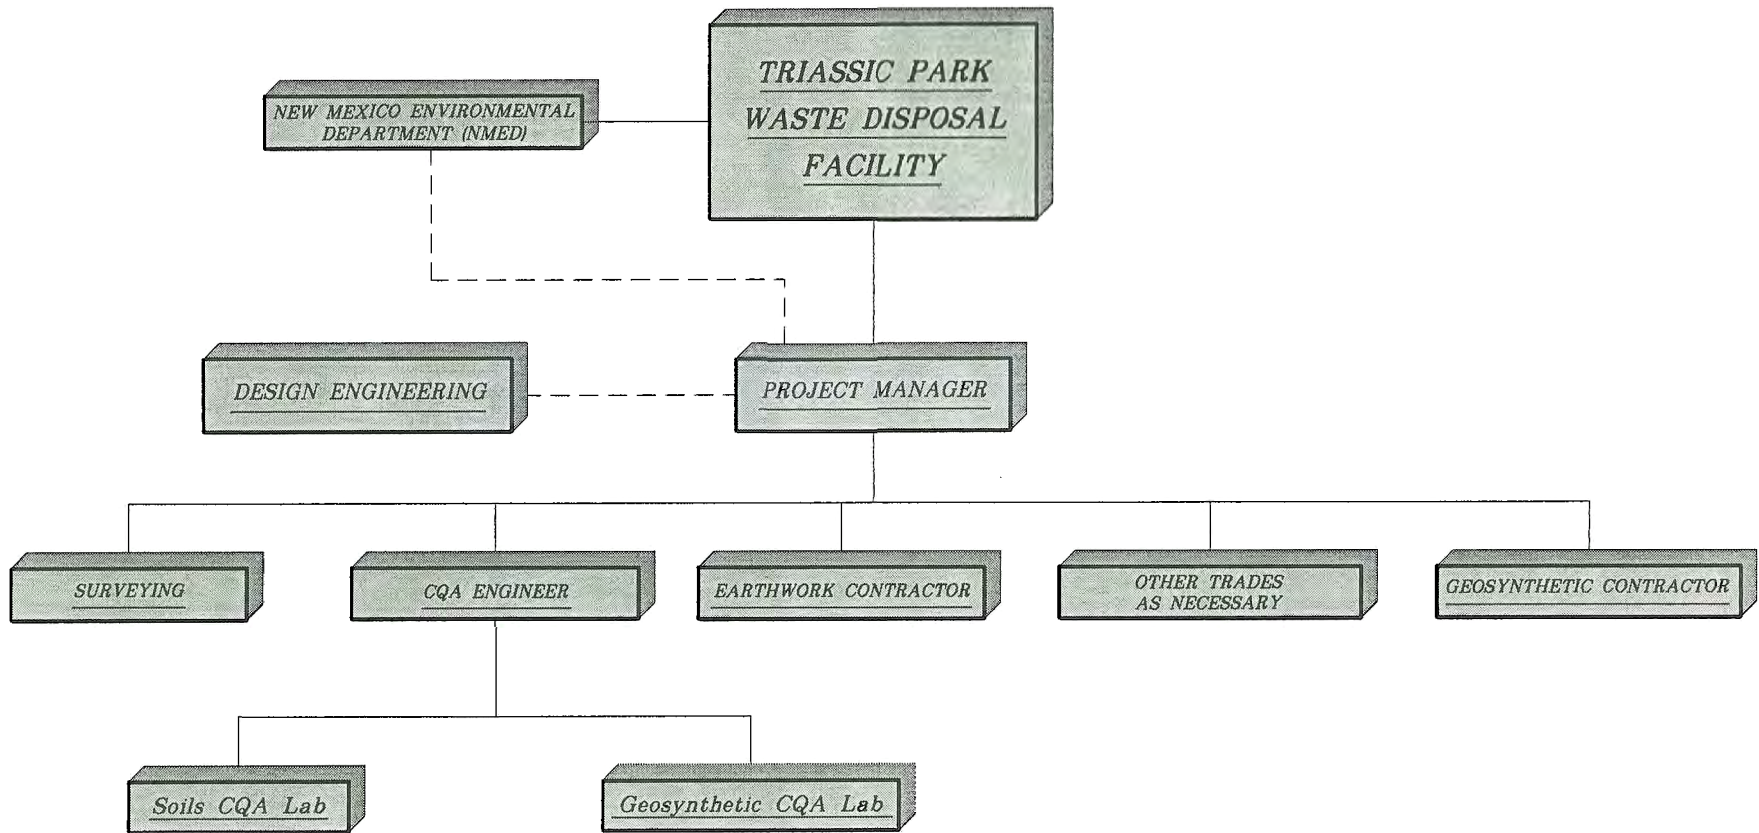 TRIASSIC PARK
WASTE DISPOSAL
FACILITY
NEW MEXICO ENVIRONMENTAL
DEPARTMENT (NMED)
DESIGN ENGINEERING
PROJECT MANAGER
SURVEYING
CQA ENGINEER
EARTHWORK CONTRACTOR
OTHER TRADES
AS NECESSARY
GEOSYNTHETIC CONTRACTOR
Soils CQA Lab
Geosynthetic CQA Lab